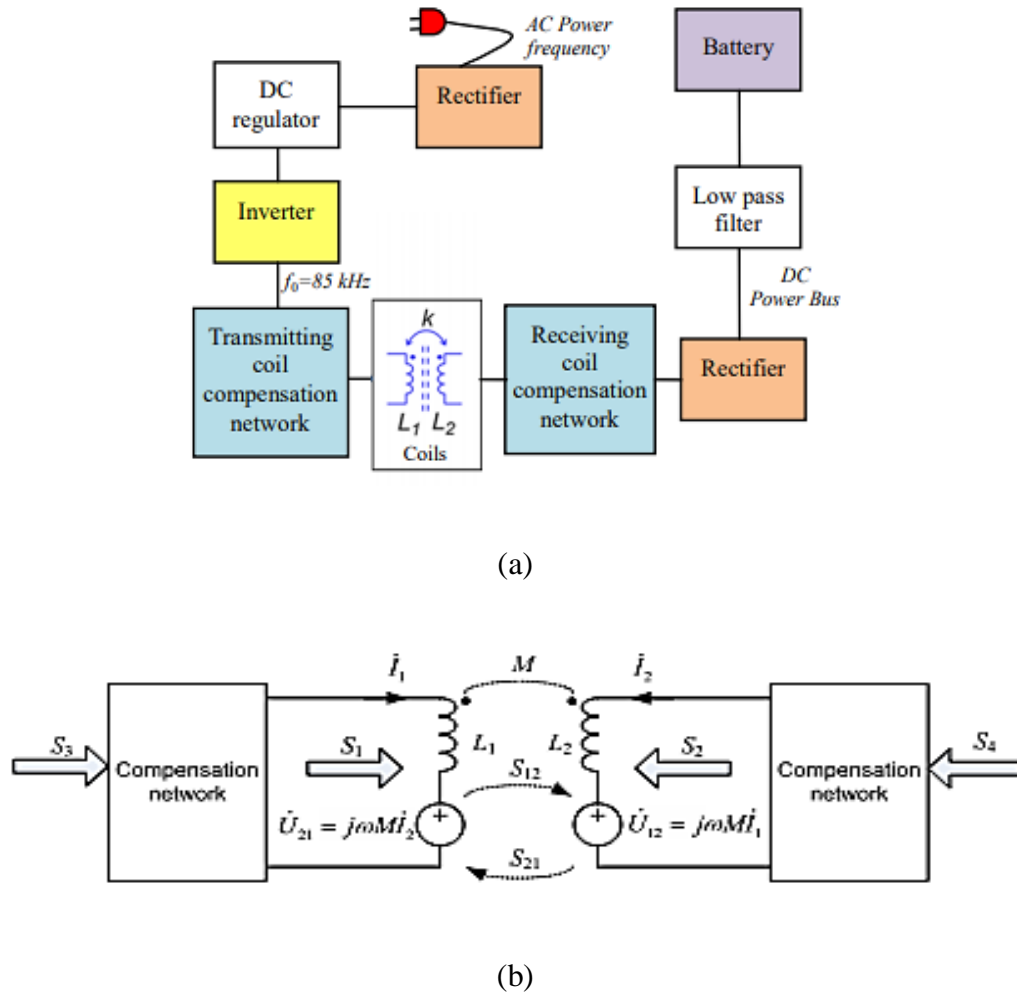 AC Power
frequency
Battery
DC
regulator
Rectifier
Inverter
Low pass
filter
f₀=85 kHz
DC
Power Bus
Transmitting
coil
compensation
network
k
L₁ L₂
Coils
Receiving
coil
compensation
network
Rectifier
(a)
İ₁
M
İ₂
S₃
S₁
L₁
L₂
S₂
S₄
Compensation
network
S₁₂
Compensation
network
U̇₂₁ = jωMİ₂
+
+
U̇₁₂ = jωMİ₁
S₂₁
(b)